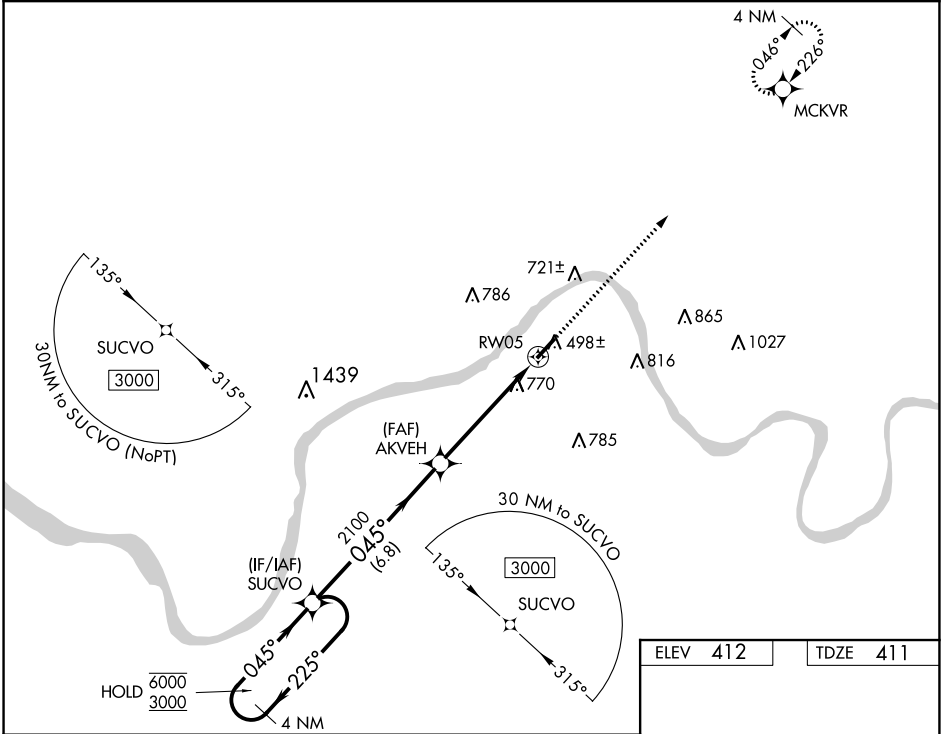 4 NM
046°
226°
MCKVR
135°
SUCVO
3000
315°
30NM to SUCVO (NoPT)
721±
786
865
RW05
498±
1027
816
1439
770
(FAF)
AKVEH
785
30 NM to SUCVO
2100
045°
(6.8)
135°
3000
SUCVO
315°
(IF/IAF)
SUCVO
045°
225°
HOLD 6000
3000
4 NM
ELEV 412
TDZE 411